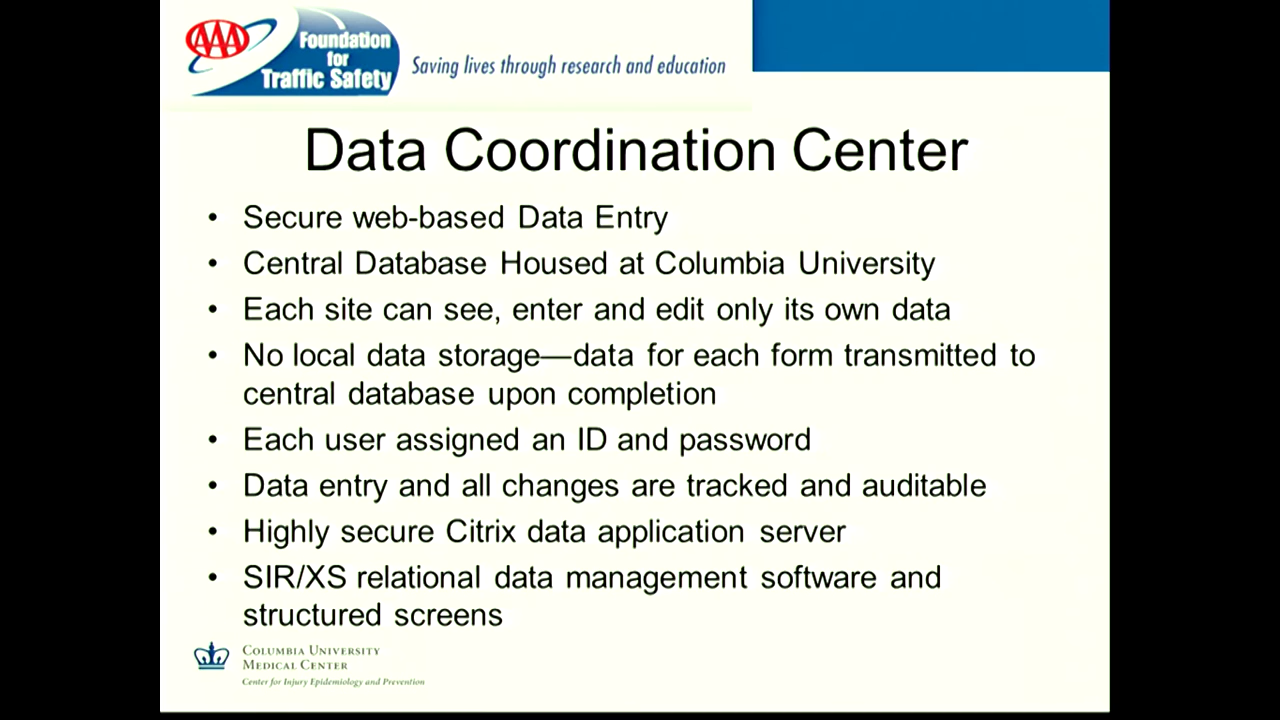 AAA
Foundation
for
Traffic Safety
Saving lives through research and education
Data Coordination Center
• Secure web-based Data Entry
• Central Database Housed at Columbia University
• Each site can see, enter and edit only its own data
• No local data storage—data for each form transmitted to
central database upon completion
• Each user assigned an ID and password
• Data entry and all changes are tracked and auditable
• Highly secure Citrix data application server
• SIR/XS relational data management software and
structured screens
COLUMBIA UNIVERSITY
MEDICAL CENTER
Center for Injury Epidemiology and Prevention